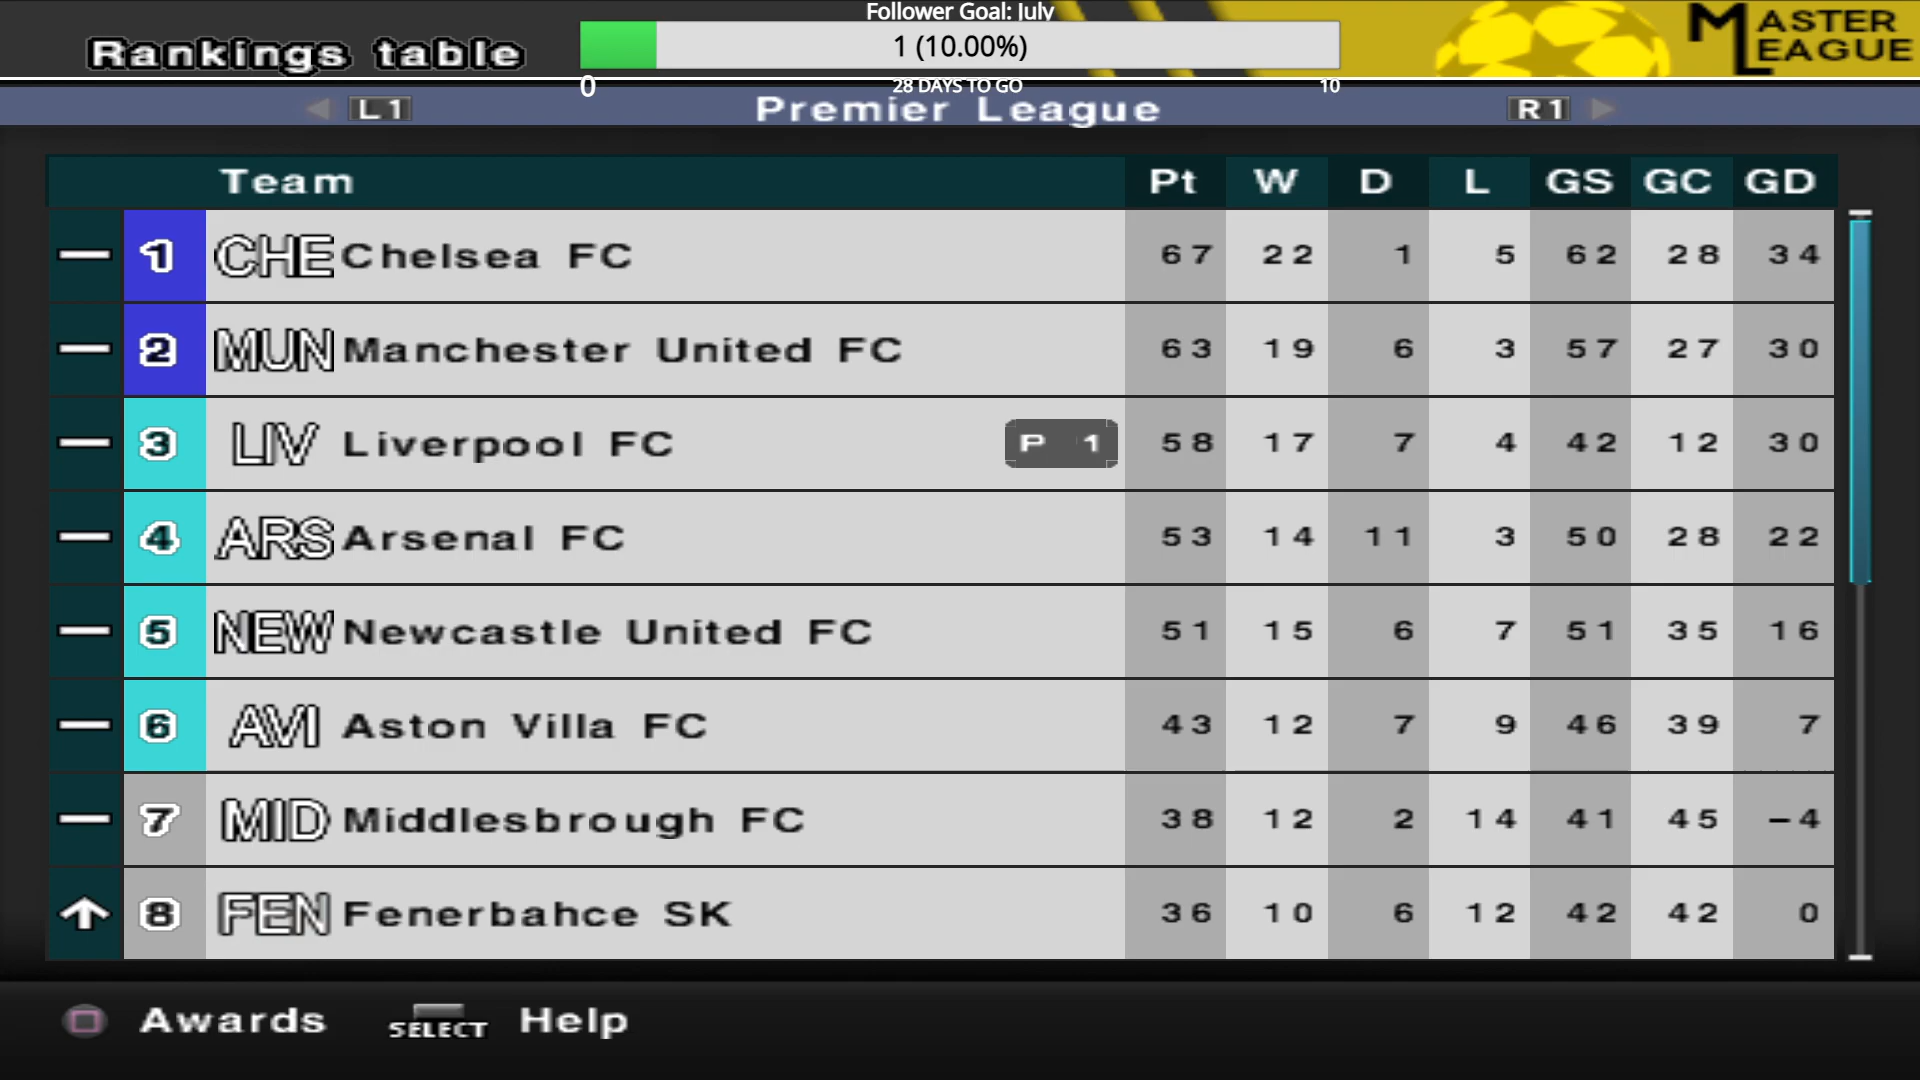 Follower Goal: July
Rankings table
1 (10.00%)
MASTER LEAGUE
0 28 DAYS TO GO 10
L1 Premier League R1
Team Pt W D L GS GC GD
1 CHE Chelsea FC 67 22 1 5 62 28 34
2 MUN Manchester United FC 63 19 6 3 57 27 30
3 LIV Liverpool FC P 1 58 17 7 4 42 12 30
4 ARS Arsenal FC 53 14 11 3 50 28 22
5 NEW Newcastle United FC 51 15 6 7 51 35 16
6 AVI Aston Villa FC 43 12 7 9 46 39 7
7 MID Middlesbrough FC 38 12 2 14 41 45 -4
8 FEN Fenerbahce SK 36 10 6 12 42 42 0
Awards SELECT Help